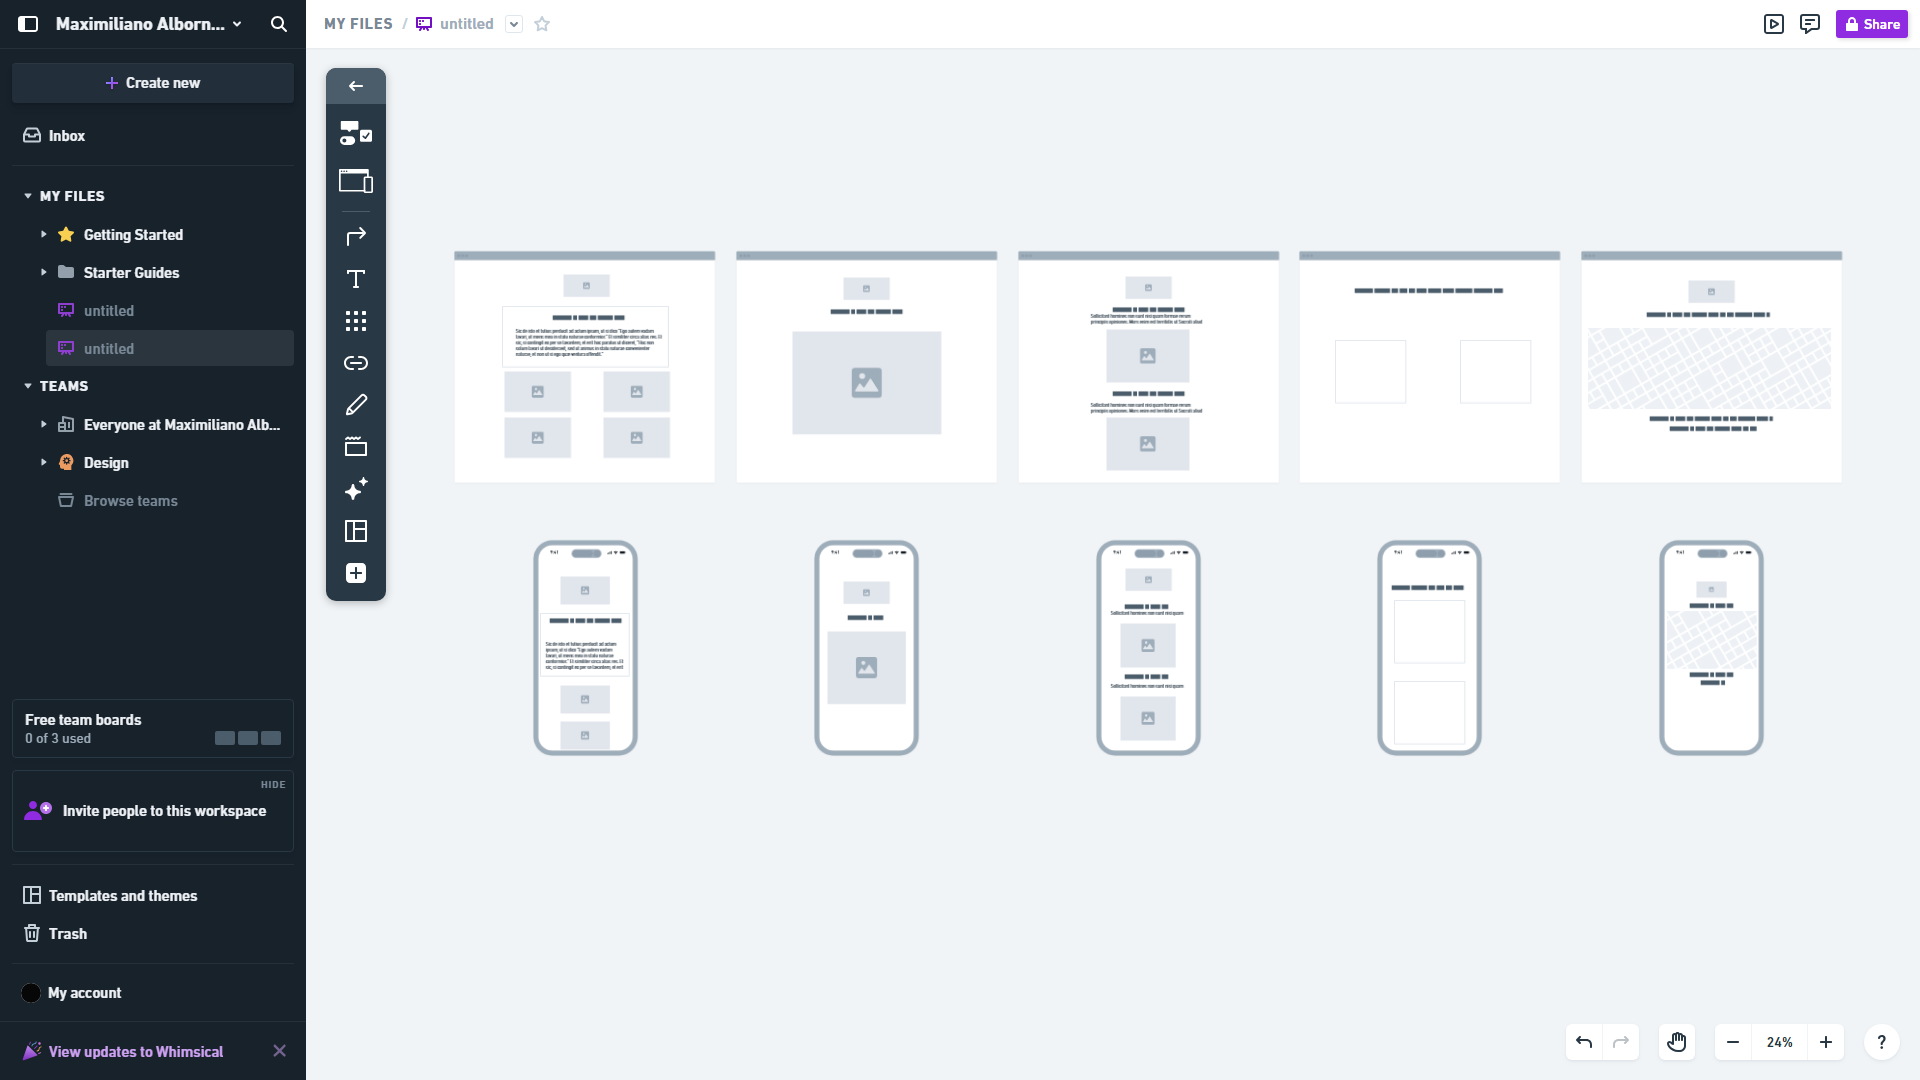 Maximiliano Alborn...
MY FILES / untitled
Share
Create new
Inbox
MY FILES
Getting Started
Starter Guides
untitled
untitled
TEAMS
Everyone at Maximiliano Alb...
Design
Browse teams
Free team boards
0 of 3 used
HIDE
Invite people to this workspace
Templates and themes
Trash
My account
View updates to Whimsical
24%
?